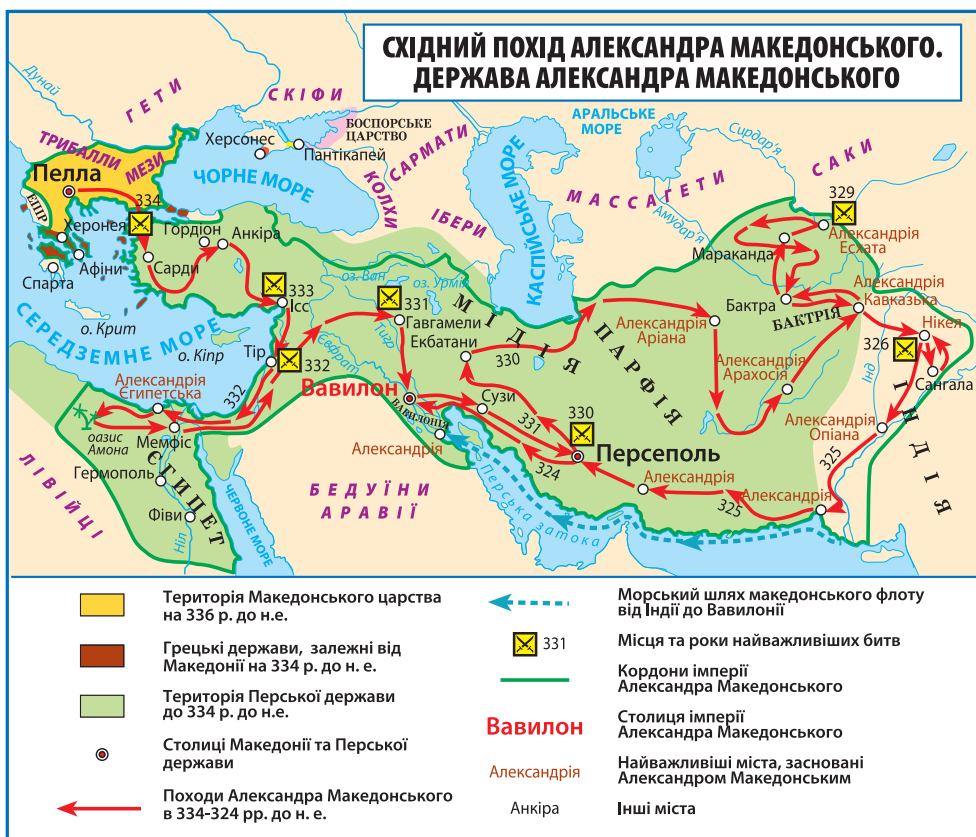 СХІДНИЙ ПОХІД АЛЕКСАНДРА МАКЕДОНСЬКОГО.
ДЕРЖАВА АЛЕКСАНДРА МАКЕДОНСЬКОГО
Дунай
ГЕТИ
СКІФИ
БОСПОРСЬКЕ
ЦАРСТВО
АРАЛЬСЬКЕ
МОРЕ
Сирдар'я
ТРИБАЛЛИ
МЕЗИ
Херсонес
Пантікапей
САРМАТИ
КОЛХИ
ІБЕРИ
МАССАГЕТИ
САКИ
Пелла
334
ЧОРНЕ МОРЕ
КАСПІЙСЬКЕ МОРЕ
Амудар'я
329
Александрія
Есхата
ЕПІР
Херонея
Гордіон
Анкіра
Мараканда
Афіни
Сарди
Спарта
оз. Ван
оз. Урмія
333
Ісс
331
Гавгамели
МІДІЯ
Бактра
БАКТРІЯ
Александрія
Кавказька
о. Крит
СЕРЕДЗЕМНЕ МОРЕ
о. Кіпр
Тір
332
Тигр
Євфрат
Екбатани
330
ПАРФІЯ
Александрія
Аріана
Нікея
326
Сангала
Інд
ІНДІЯ
Александрія
Єгипетська
332
Вавилон
ВАВИЛОНІЯ
Сузи
331
330
Александрія
Арахосія
Александрія
Опіана
оазис
Амона
Мемфіс
Александрія
324
Персеполь
325
ЛІВІЙЦІ
Гермополь
ЄГИПЕТ
ЧЕРВОНЕ МОРЕ
БЕДУЇНИ
АРАВІЇ
Перська затока
Александрія
325
Александрія
Фіви
Ніл
Територія Македонського царства
на 336 р. до н.е.
Грецькі держави, залежні від
Македонії на 334 р. до н. е.
Територія Перської держави
до 334 р. до н.е.
Столиці Македонії та Перської
держави
Походи Александра Македонського
в 334-324 рр. до н. е.
Морський шлях македонського флоту
від Індії до Вавилонії
331
Місця та роки найважливіших битв
Кордони імперії
Александра Македонського
Вавилон
Столиця імперії
Александра Македонського
Александрія
Найважливіші міста, засновані
Александром Македонським
Анкіра
Інші міста